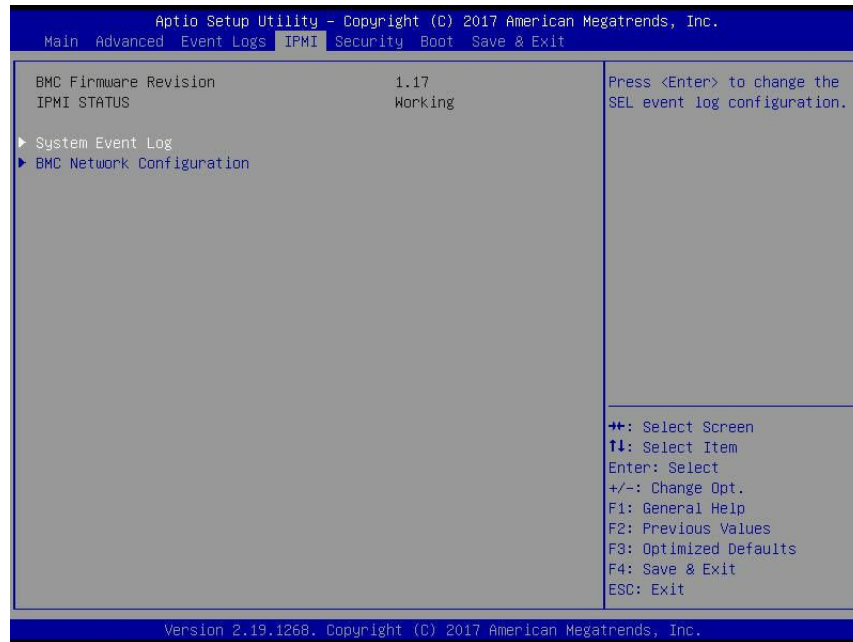 Aptio Setup Utility – Copyright (C) 2017 American Megatrends, Inc.
Main Advanced Event Logs IPMI Security Boot Save & Exit
BMC Firmware Revision 1.17
IPMI STATUS Working
System Event Log
BMC Network Configuration
Press <Enter> to change the
SEL event log configuration.
→←: Select Screen
↑↓: Select Item
Enter: Select
+/-: Change Opt.
F1: General Help
F2: Previous Values
F3: Optimized Defaults
F4: Save & Exit
ESC: Exit
Version 2.19.1268. Copyright (C) 2017 American Megatrends, Inc.